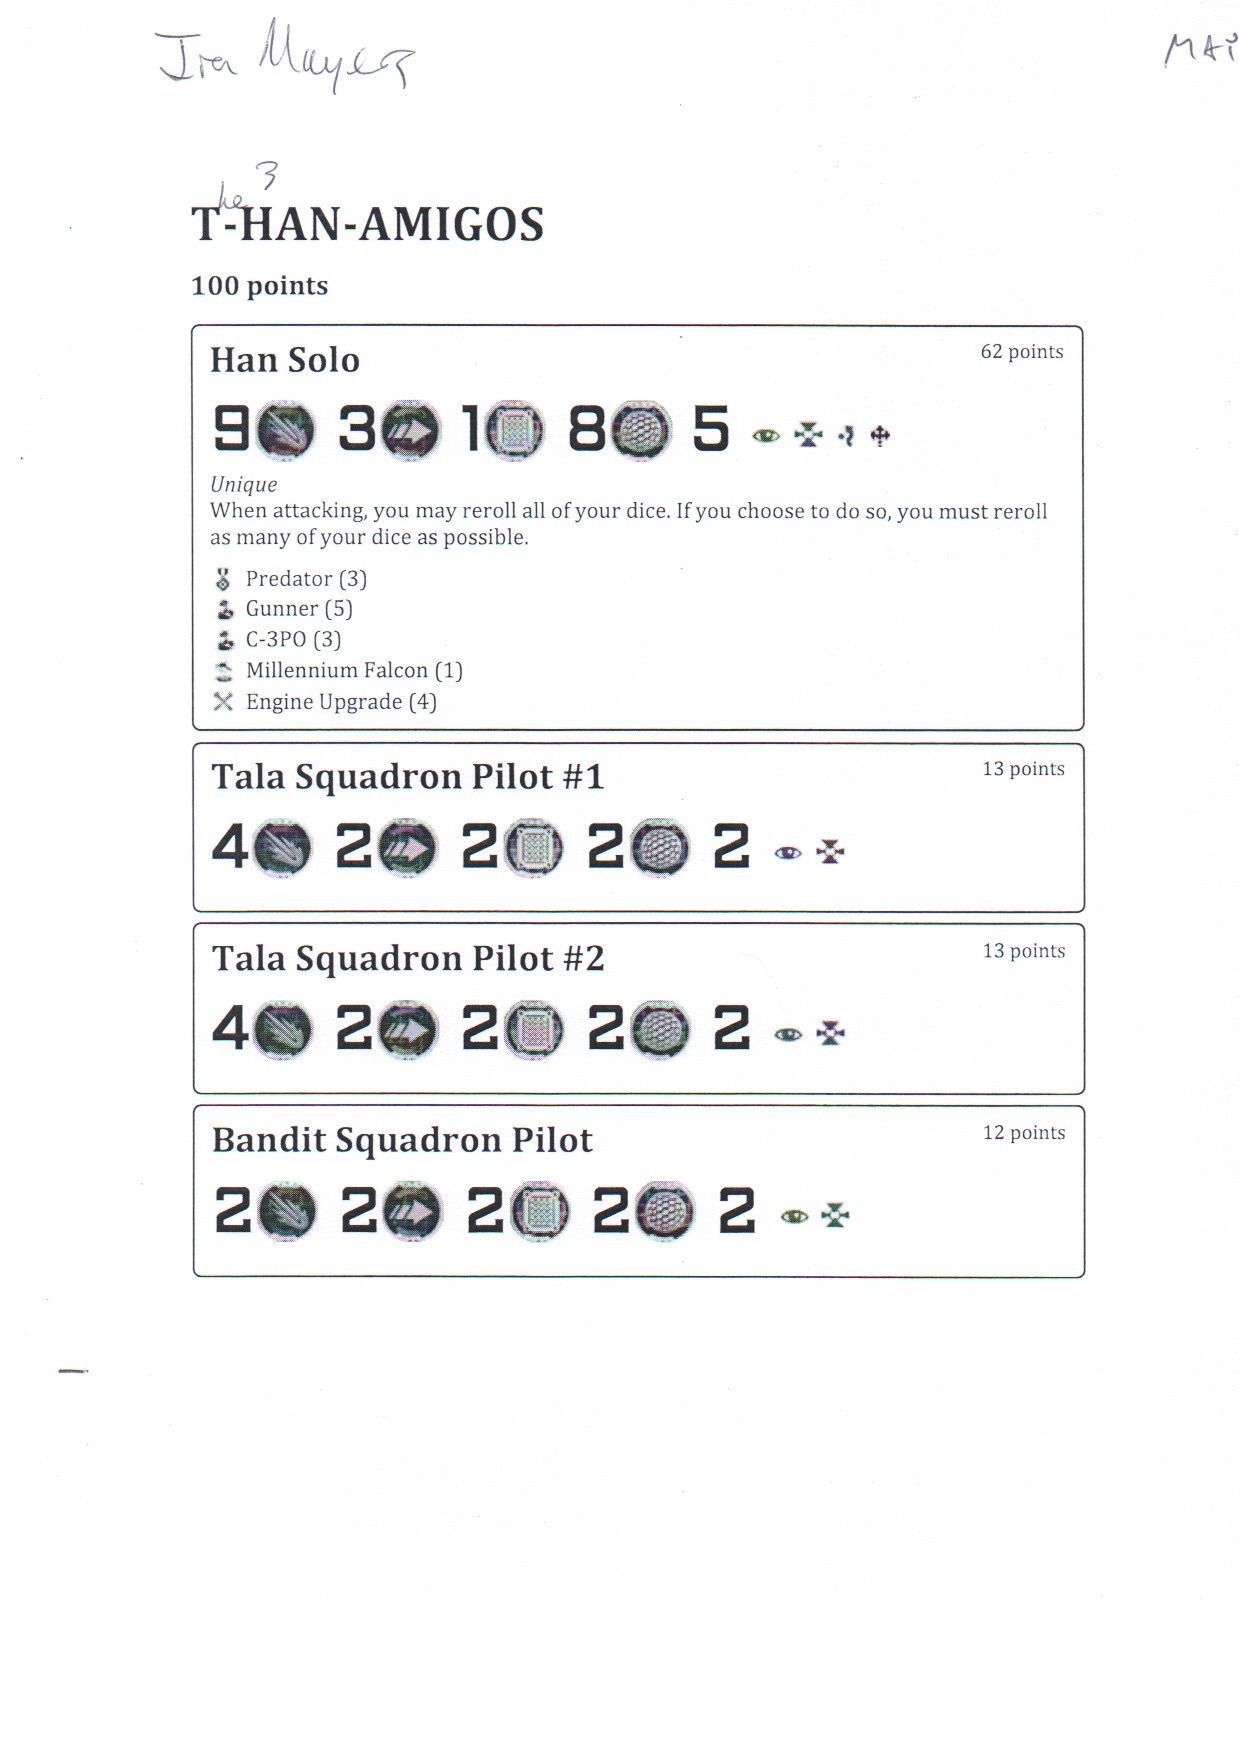 Mayers
MAi
The 3
T-HAN-AMIGOS
100 points
Han Solo 62 points
9 3 1 8 5
Unique
When attacking, you may reroll all of your dice. If you choose to do so, you must reroll
as many of your dice as possible.
Predator (3)
Gunner (5)
C-3PO (3)
Millennium Falcon (1)
Engine Upgrade (4)
Tala Squadron Pilot #1 13 points
4 2 2 2 2
Tala Squadron Pilot #2 13 points
4 2 2 2 2
Bandit Squadron Pilot 12 points
2 2 2 2 2